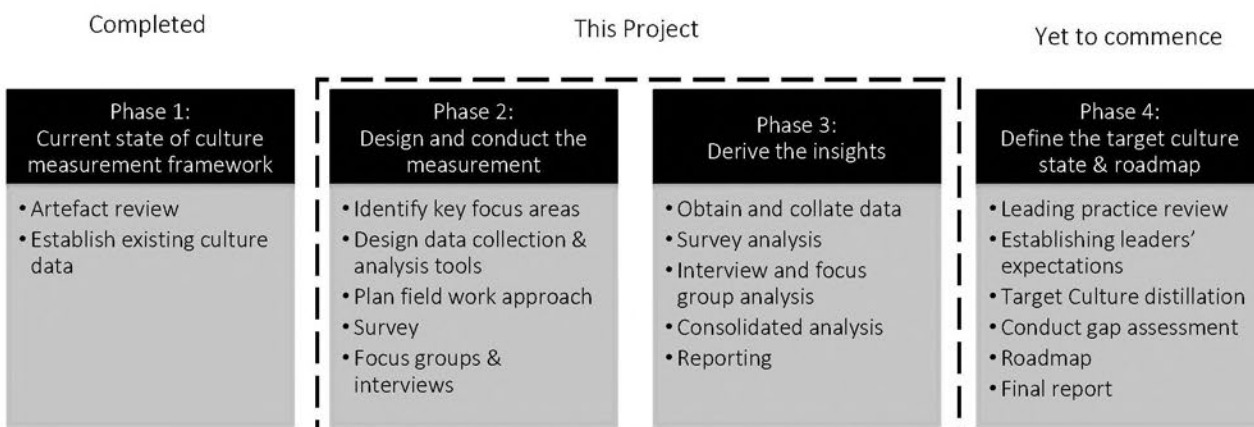 Completed
This Project
Yet to commence
Phase 1:
Current state of culture
measurement framework
• Artefact review
• Establish existing culture
data
Phase 2:
Design and conduct the
measurement
• Identify key focus areas
• Design data collection &
analysis tools
• Plan field work approach
• Survey
• Focus groups &
interviews
Phase 3:
Derive the insights
• Obtain and collate data
• Survey analysis
• Interview and focus
group analysis
• Consolidated analysis
• Reporting
Phase 4:
Define the target culture
state & roadmap
• Leading practice review
• Establishing leaders’
expectations
• Target Culture distillation
• Conduct gap assessment
• Roadmap
• Final report